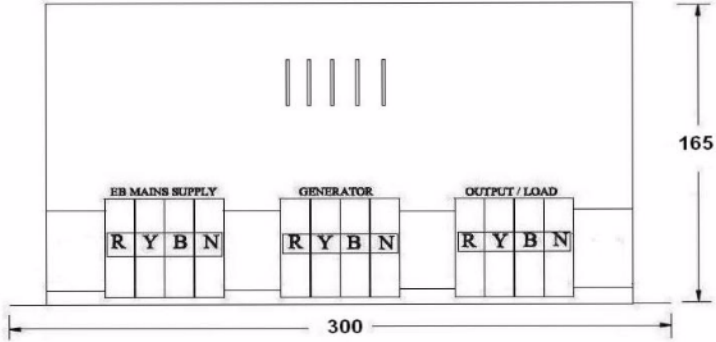 165
EB MAINS SUPPLY GENERATOR OUTPUT / LOAD
R Y B N R Y B N R Y B N
300